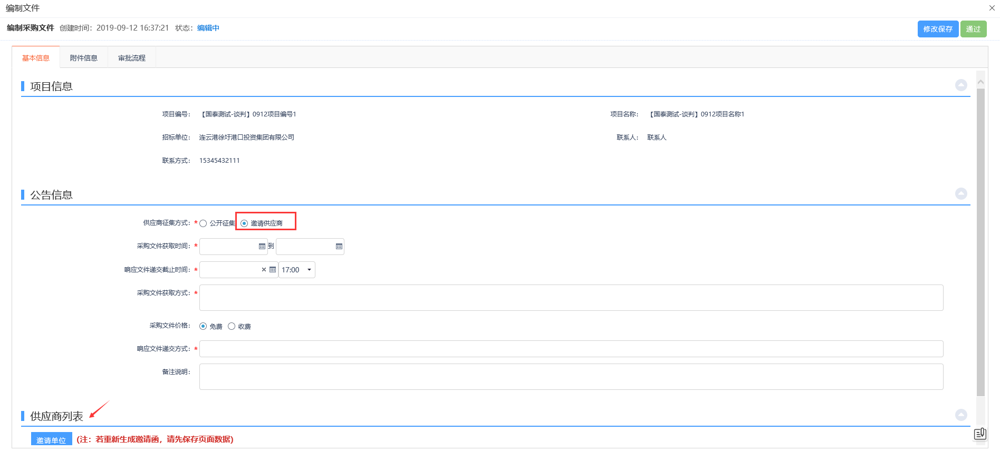 编制文件
编制采购文件 创建时间：2019-09-12 16:37:21 状态：编辑中 修改保存 通过
基本信息 附件信息 审批流程
项目信息
项目编号： 【国泰测试-谈判】0912项目编号1 项目名称： 【国泰测试-谈判】0912项目名称1
招标单位： 连云港徐圩港口投资集团有限公司 联系人： 联系人
联系方式： 15345432111
公告信息
供应商征集方式： * 公开征集 邀请供应商
采购文件获取时间： * 到
响应文件递交截止时间： * 17:00
采购文件获取方式： *
采购文件价格： 免费 收费
响应文件递交方式： *
备注说明：
供应商列表
邀请单位 (注：若重新生成邀请函，请先保存页面数据)